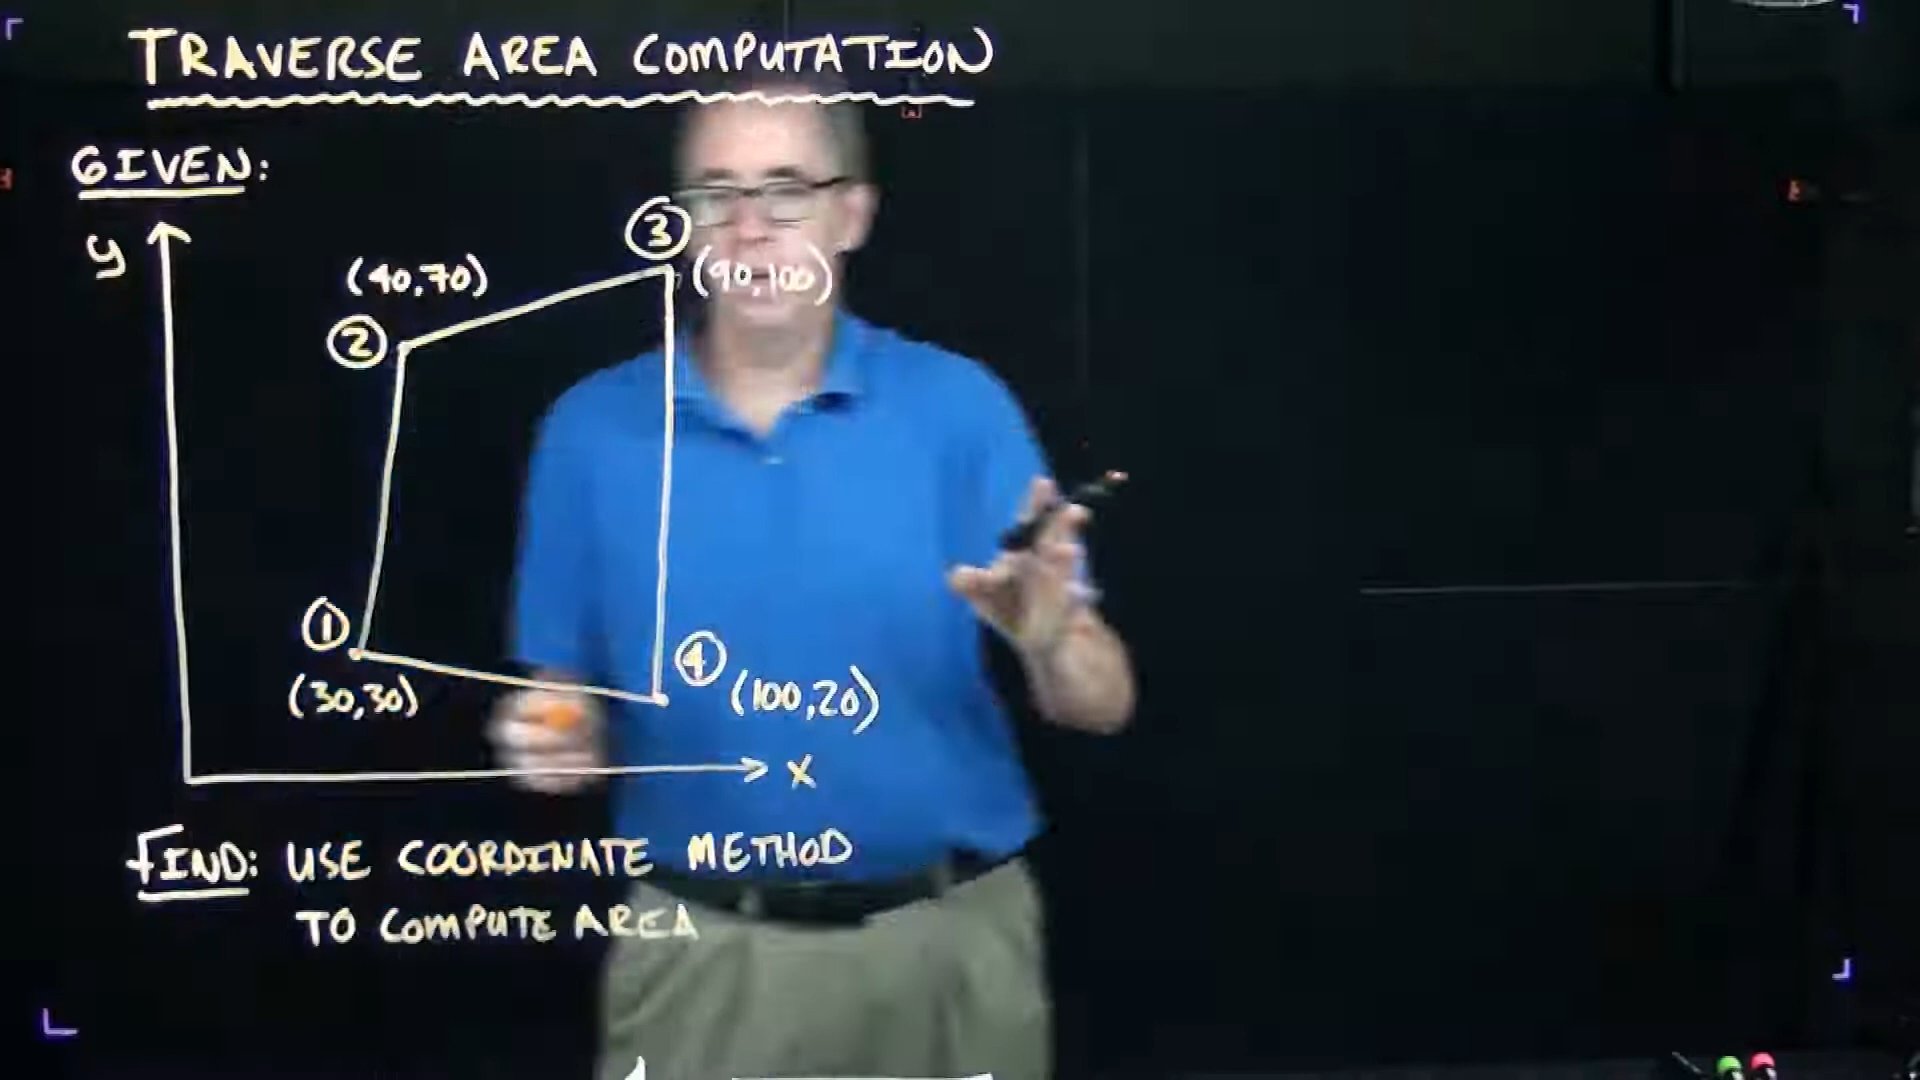 TRAVERSE AREA COMPUTATION
GIVEN:
y
3
(40,70)
(90,100)
2
1
4
(30,30)
(100,20)
x
FIND: USE COORDINATE METHOD
TO COMPUTE AREA